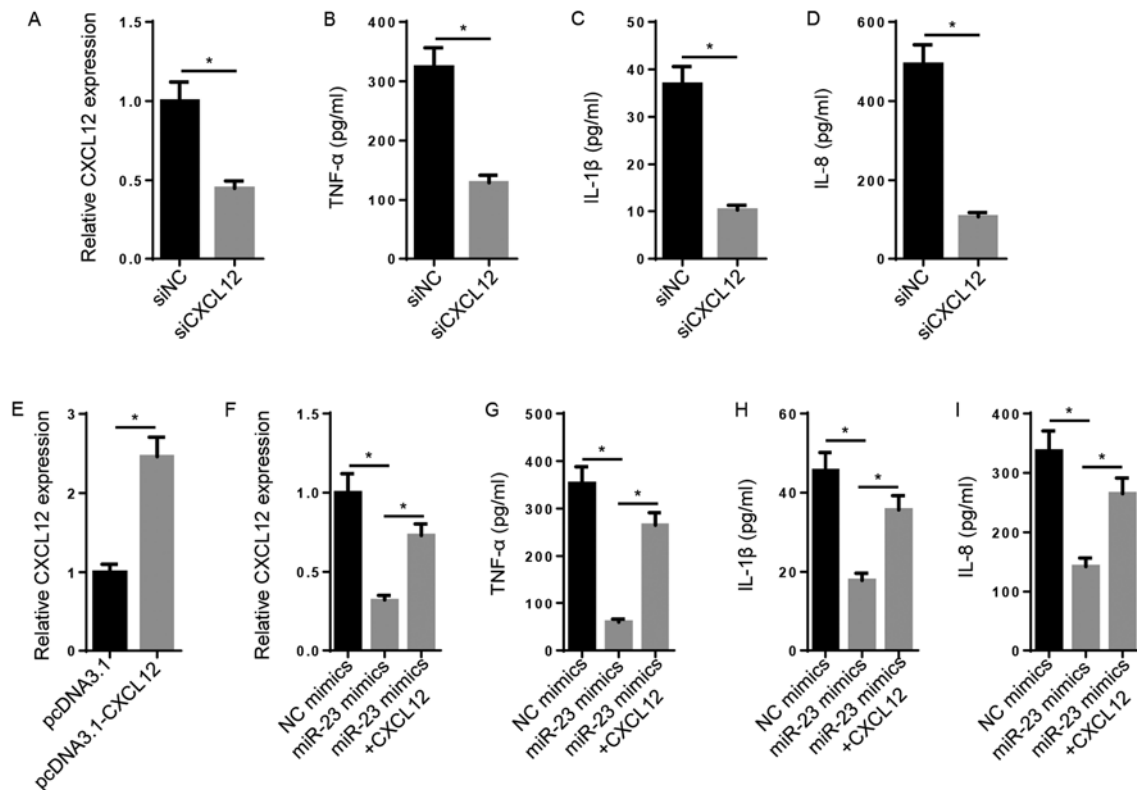 A
Relative CXCL12 expression
1.5
1.0
0.5
0.0
*
siNC
siCXCL12
B
TNF-α (pg/ml)
400
300
200
100
0
*
siNC
siCXCL12
C
IL-1β (pg/ml)
50
40
30
20
10
0
*
siNC
siCXCL12
D
IL-8 (pg/ml)
600
400
200
0
*
siNC
siCXCL12
E
Relative CXCL12 expression
3
2
1
0
*
pcDNA3.1
pcDNA3.1-CXCL12
F
Relative CXCL12 expression
1.5
1.0
0.5
0.0
*
*
NC mimics
miR-23 mimics
miR-23 mimics
+CXCL12
G
TNF-α (pg/ml)
500
400
300
200
100
0
*
*
NC mimics
miR-23 mimics
miR-23 mimics
+CXCL12
H
IL-1β (pg/ml)
60
40
20
0
*
*
NC mimics
miR-23 mimics
miR-23 mimics
+CXCL12
I
IL-8 (pg/ml)
400
300
200
100
0
*
*
NC mimics
miR-23 mimics
miR-23 mimics
+CXCL12